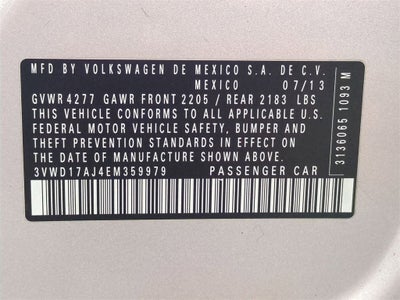 MFD BY VOLKSWAGEN DE MEXICO S.A. DE C.V.
MEXICO 07/13
GVWR 4277 GAWR FRONT 2205 / REAR 2183 LBS
THIS VEHICLE CONFORMS TO ALL APPLICABLE U.S.
FEDERAL MOTOR VEHICLE SAFETY, BUMPER AND
THEFT PREVENTION STANDARDS IN EFFECT ON
THE DATE OF MANUFACTURE SHOWN ABOVE.
3VWD17AJ4EM359979 PASSENGER CAR
3136065 1093 M